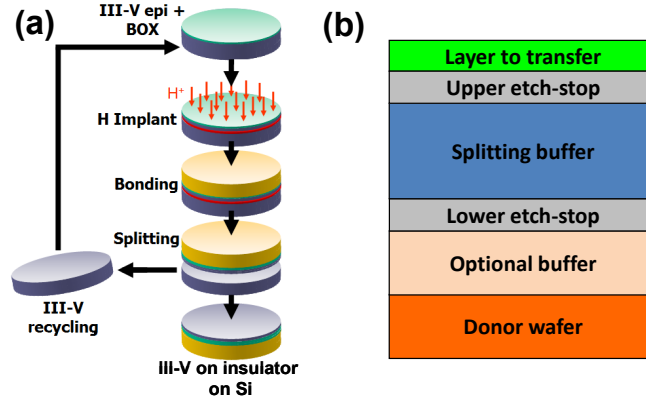 (a)
III-V epi +
BOX
H+
H Implant
Bonding
Splitting
III-V
recycling
III-V on insulator
on Si
(b)
Layer to transfer
Upper etch-stop
Splitting buffer
Lower etch-stop
Optional buffer
Donor wafer